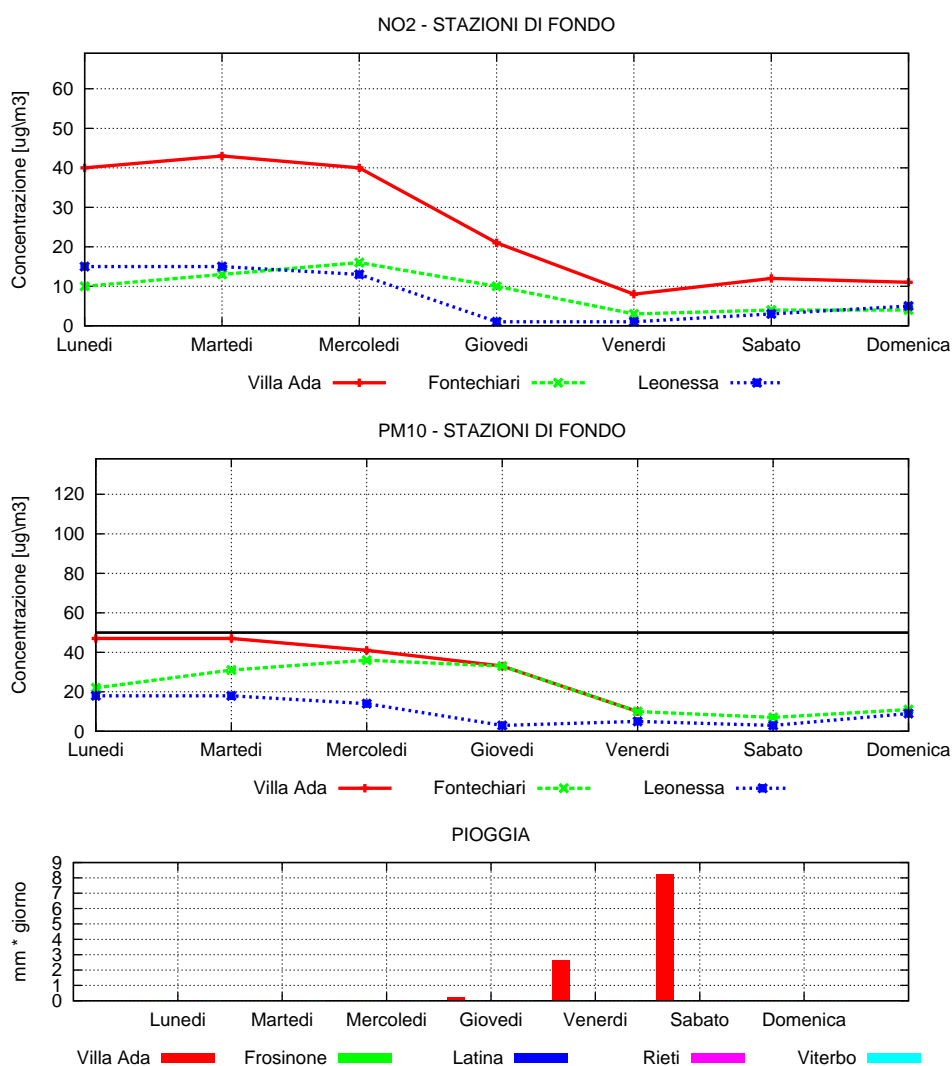 NO2 - STAZIONI DI FONDO
Concentrazione [ug\m3]
60
50
40
30
20
10
0
Lunedi Martedi Mercoledi Giovedi Venerdi Sabato Domenica
Villa Ada Fontechiari Leonessa
PM10 - STAZIONI DI FONDO
Concentrazione [ug\m3]
120
100
80
60
40
20
0
Lunedi Martedi Mercoledi Giovedi Venerdi Sabato Domenica
Villa Ada Fontechiari Leonessa
PIOGGIA
mm * giorno
9
8
7
6
5
4
3
2
1
0
Lunedi Martedi Mercoledi Giovedi Venerdi Sabato Domenica
Villa Ada Frosinone Latina Rieti Viterbo